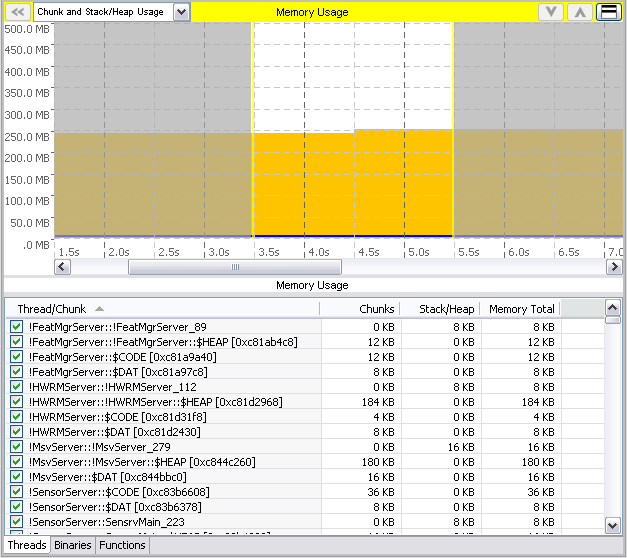 Chunk and Stack/Heap Usage Memory Usage
500.0 MB
450.0 MB
400.0 MB
350.0 MB
300.0 MB
250.0 MB
200.0 MB
150.0 MB
100.0 MB
50.0 MB
.0 MB
1.5s 2.0s 2.5s 3.0s 3.5s 4.0s 4.5s 5.0s 5.5s 6.0s 6.5s 7.0
Memory Usage
Thread/Chunk Chunks Stack/Heap Memory Total
!FeatMgrServer::!FeatMgrServer_89 0 KB 8 KB 8 KB
!FeatMgrServer::!FeatMgrServer::$HEAP [0xc81ab4c8] 12 KB 0 KB 12 KB
!FeatMgrServer::$CODE [0xc81a9a40] 12 KB 0 KB 12 KB
!FeatMgrServer::$DAT [0xc81a97c8] 8 KB 0 KB 8 KB
!HWRMServer::!HWRMServer_112 0 KB 8 KB 8 KB
!HWRMServer::!HWRMServer::$HEAP [0xc81d2968] 184 KB 0 KB 184 KB
!HWRMServer::$CODE [0xc81d31f8] 4 KB 0 KB 4 KB
!HWRMServer::$DAT [0xc81d2430] 8 KB 0 KB 8 KB
!MsvServer::!MsvServer_279 0 KB 16 KB 16 KB
!MsvServer::!MsvServer::$HEAP [0xc844c260] 180 KB 0 KB 180 KB
!MsvServer::$DAT [0xc844bbc0] 16 KB 0 KB 16 KB
!SensorServer::$CODE [0xc83b6608] 36 KB 0 KB 36 KB
!SensorServer::$DAT [0xc83b6378] 8 KB 0 KB 8 KB
!SensorServer::SensrvMain_223 0 KB 8 KB 8 KB
Threads Binaries Functions